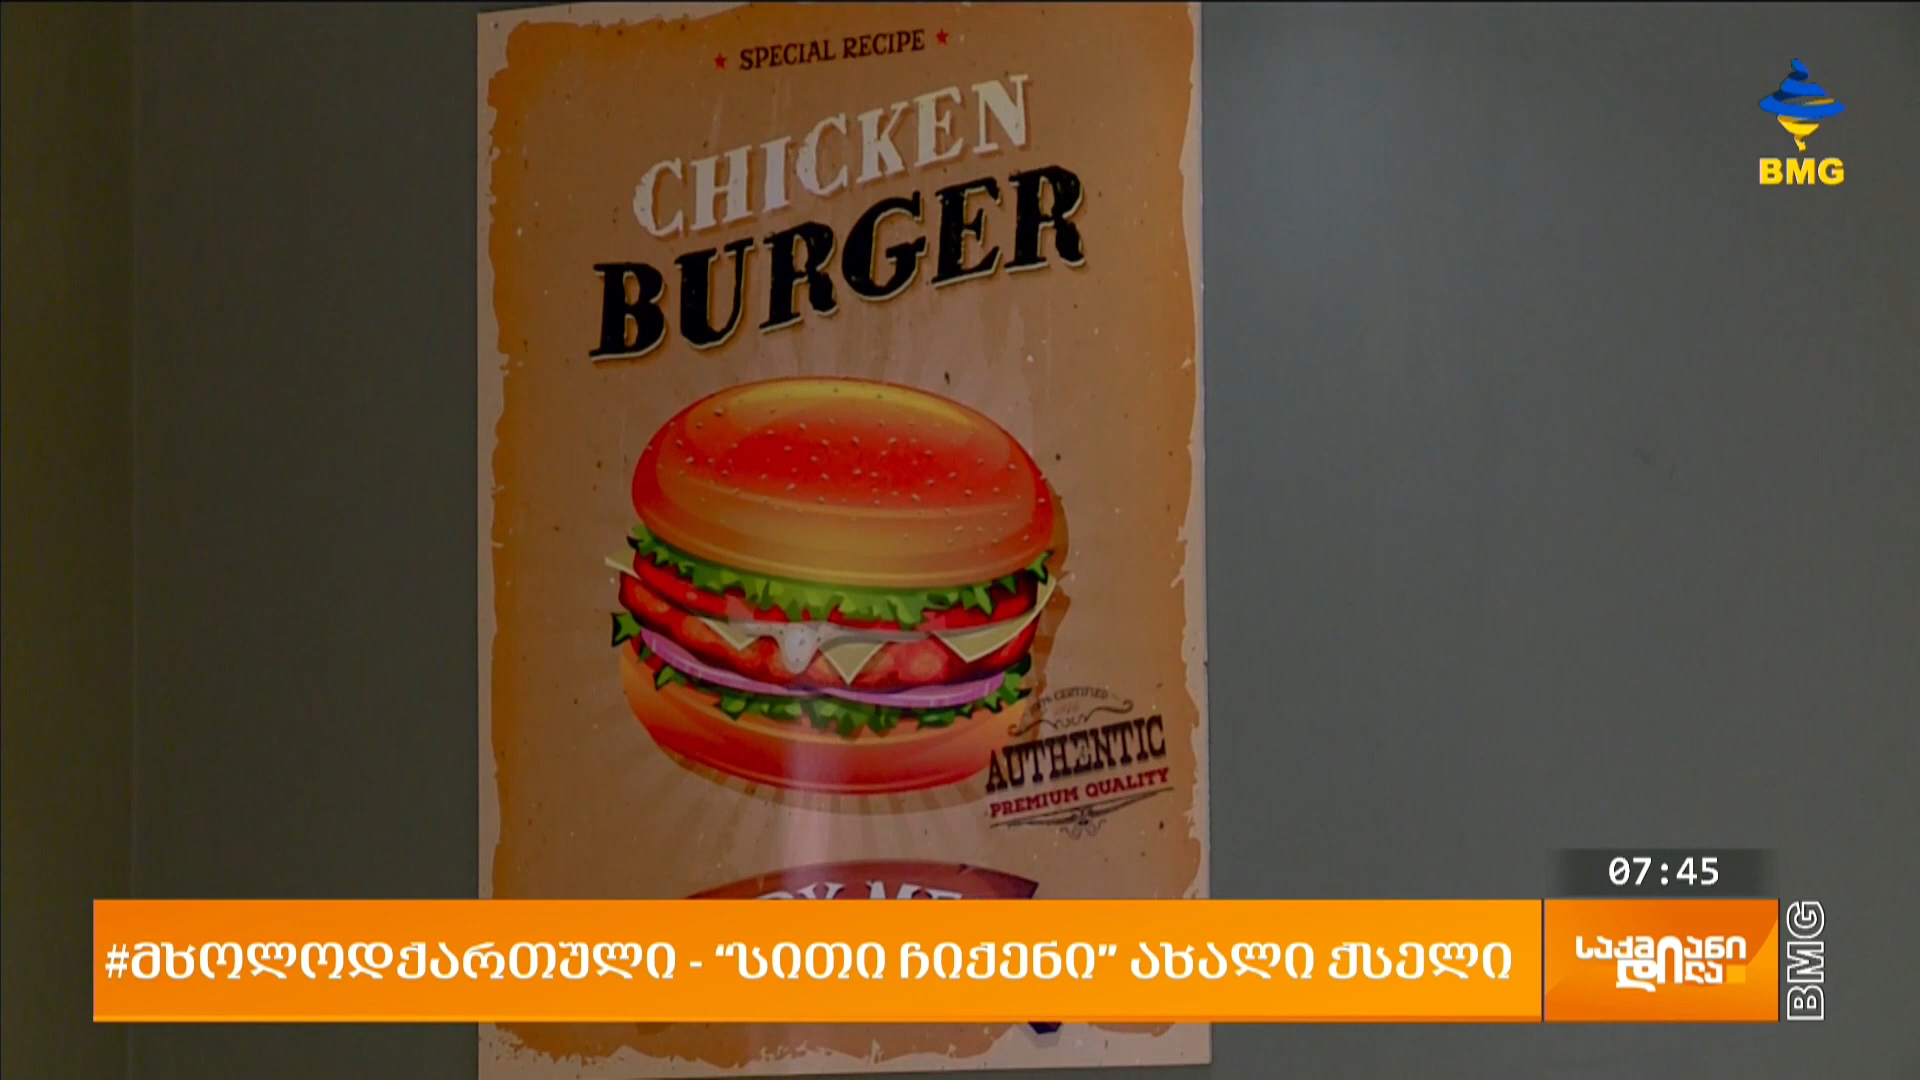 SPECIAL RECIPE
CHICKEN
BURGER
BMG
AUTHENTIC
PREMIUM QUALITY
07:45
#მხოლოდქართული - “სითი ჩიქენი” ახალი ქსელი
საქმიანი
დილა
BMG